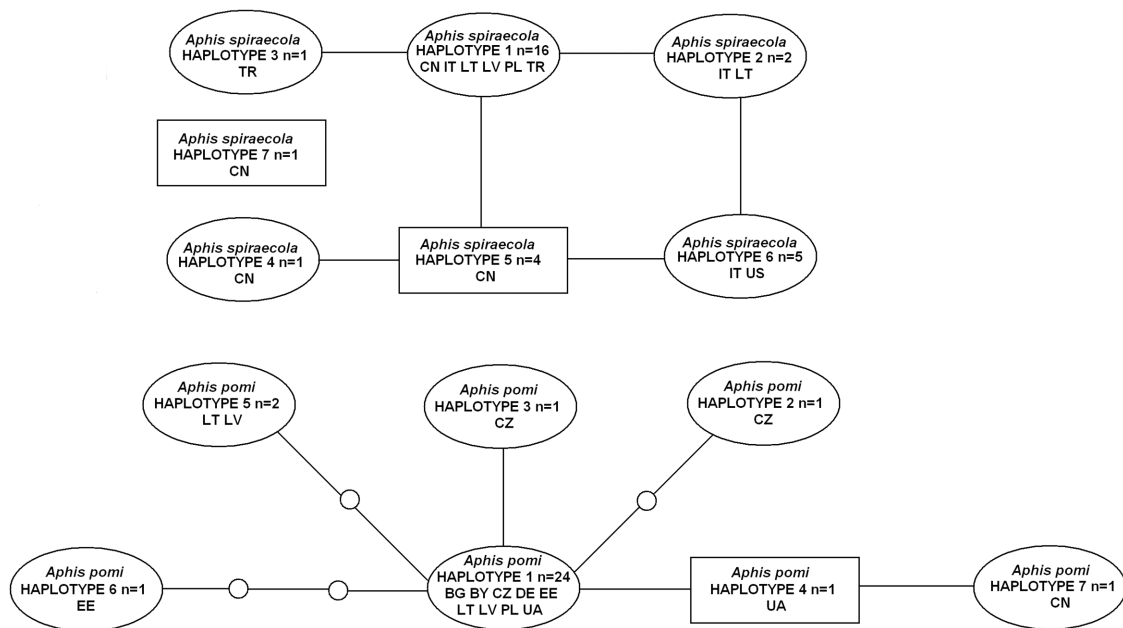 Aphis spiraecola
HAPLOTYPE 3 n=1
TR
Aphis spiraecola
HAPLOTYPE 1 n=16
CN IT LT LV PL TR
Aphis spiraecola
HAPLOTYPE 2 n=2
IT LT
Aphis spiraecola
HAPLOTYPE 7 n=1
CN
Aphis spiraecola
HAPLOTYPE 4 n=1
CN
Aphis spiraecola
HAPLOTYPE 5 n=4
CN
Aphis spiraecola
HAPLOTYPE 6 n=5
IT US
Aphis pomi
HAPLOTYPE 5 n=2
LT LV
Aphis pomi
HAPLOTYPE 3 n=1
CZ
Aphis pomi
HAPLOTYPE 2 n=1
CZ
Aphis pomi
HAPLOTYPE 6 n=1
EE
Aphis pomi
HAPLOTYPE 1 n=24
BG BY CZ DE EE
LT LV PL UA
Aphis pomi
HAPLOTYPE 4 n=1
UA
Aphis pomi
HAPLOTYPE 7 n=1
CN